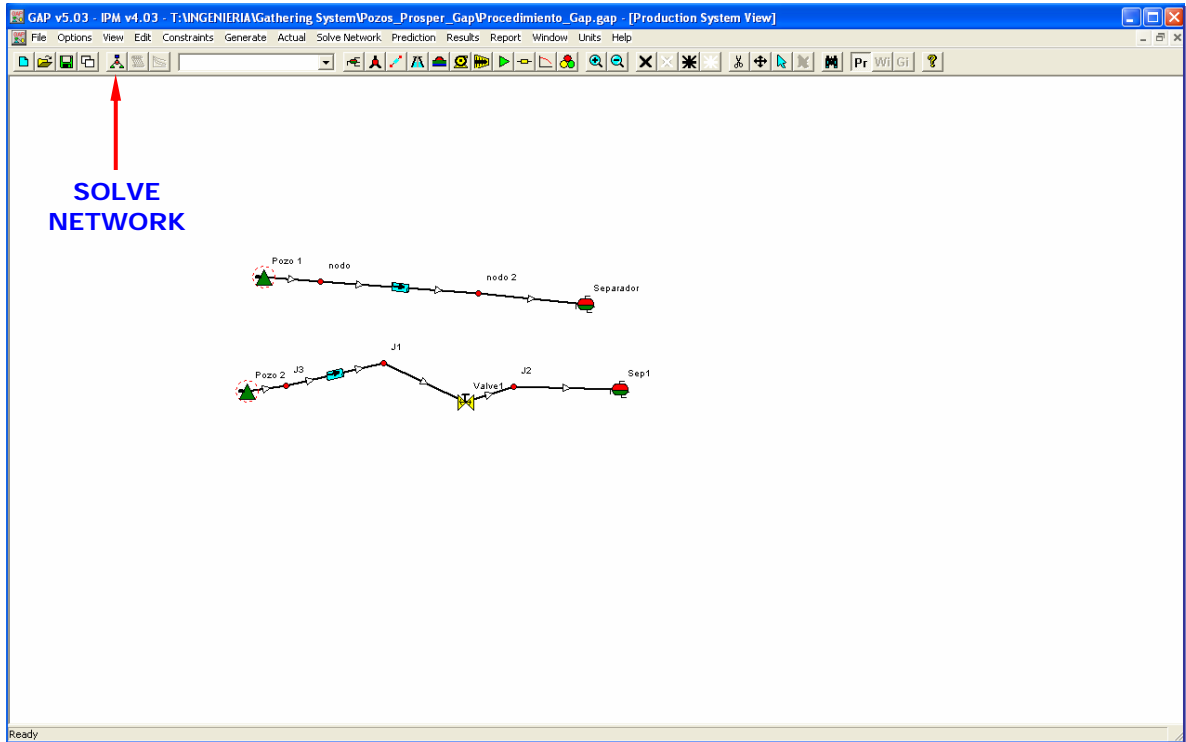 GAP v5.03 - IPM v4.03 - T:\INGENIERIA\Gathering System\Pozos_Prosper_Gap\Procedimiento_Gap.gap - [Production System View]
File Options View Edit Constraints Generate Actual Solve Network Prediction Results Report Window Units Help
Pr Wi Gi
SOLVE
NETWORK
Pozo 1
nodo
nodo 2
Separador
J1
Pozo 2
J3
Valve1
J2
Sep1
Ready